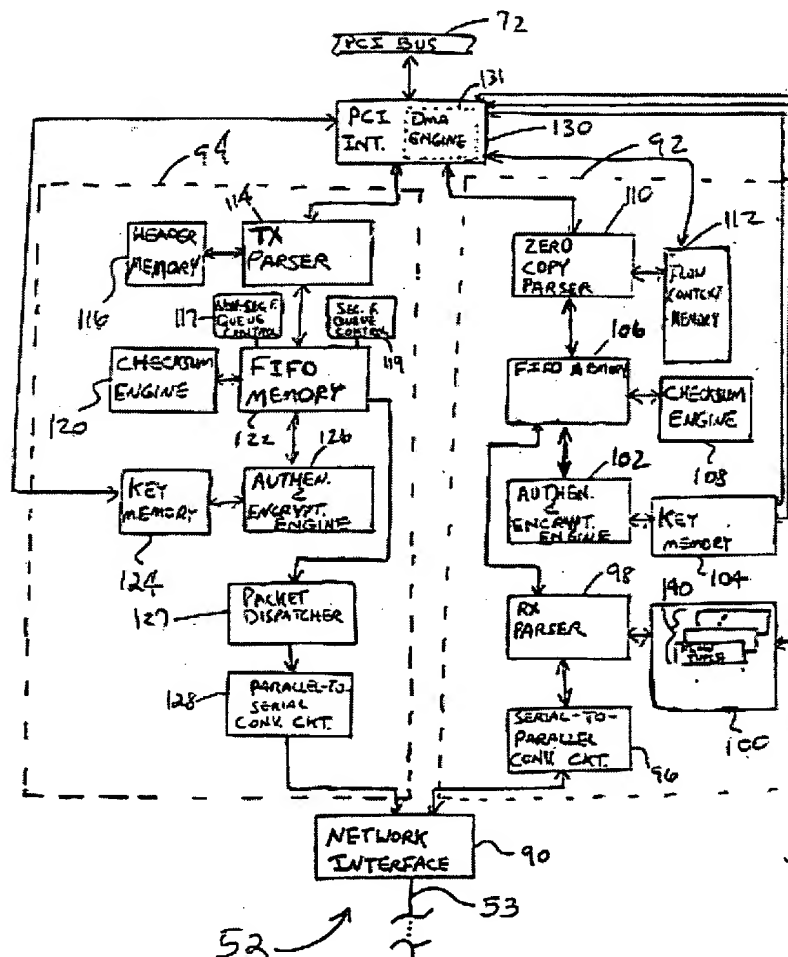 72
PCI BUS
131
PCI
INT.
DMA
ENGINE
130
94
92
114
TX
PARSER
HEADER
MEMORY
116
110
ZERO
COPY
PARSER
112
FLOW
CONTEXT
MEMORY
117
NON-SEC. F.
QUEUE
CONTROL
SEC. F.
QUEUE
CONTROL
119
106
CHECKSUM
ENGINE
120
FIFO
MEMORY
122
FIFO MEMORY
CHECKSUM
ENGINE
108
126
KEY
MEMORY
124
AUTHEN.
&
ENCRYPT.
ENGINE
102
AUTHEN.
&
ENCRYPT.
ENGINE
KEY
MEMORY
104
127
PACKET
DISPATCHER
98
RX
PARSER
140
FLOW
TUPLE
100
128
PARALLEL-TO-
SERIAL
CONV. CKT.
SERIAL-TO-
PARALLEL
CONV. CKT.
96
NETWORK
INTERFACE
90
53
52